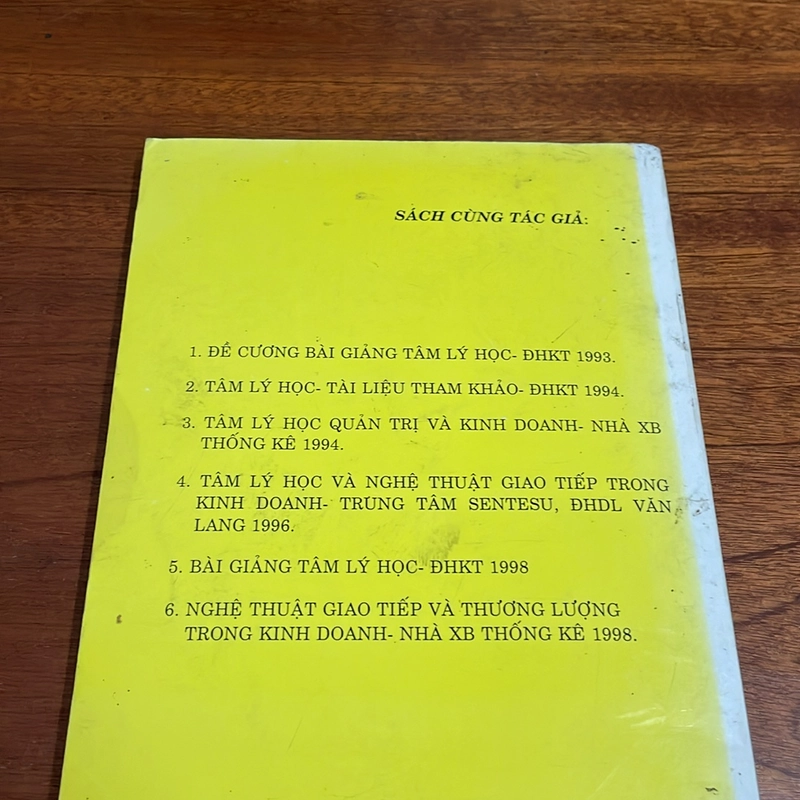 SÁCH CÙNG TÁC GIẢ:
1. ĐỀ CƯƠNG BÀI GIẢNG TÂM LÝ HỌC- ĐHKT 1993.
2. TÂM LÝ HỌC- TÀI LIỆU THAM KHẢO- ĐHKT 1994.
3. TÂM LÝ HỌC QUẢN TRỊ VÀ KINH DOANH- NHÀ XB
THỐNG KÊ 1994.
4. TÂM LÝ HỌC VÀ NGHỆ THUẬT GIAO TIẾP TRONG
KINH DOANH- TRUNG TÂM SENTESU, ĐHDL VĂN
LANG 1996.
5. BÀI GIẢNG TÂM LÝ HỌC- ĐHKT 1998
6. NGHỆ THUẬT GIAO TIẾP VÀ THƯƠNG LƯỢNG
TRONG KINH DOANH- NHÀ XB THỐNG KÊ 1998.